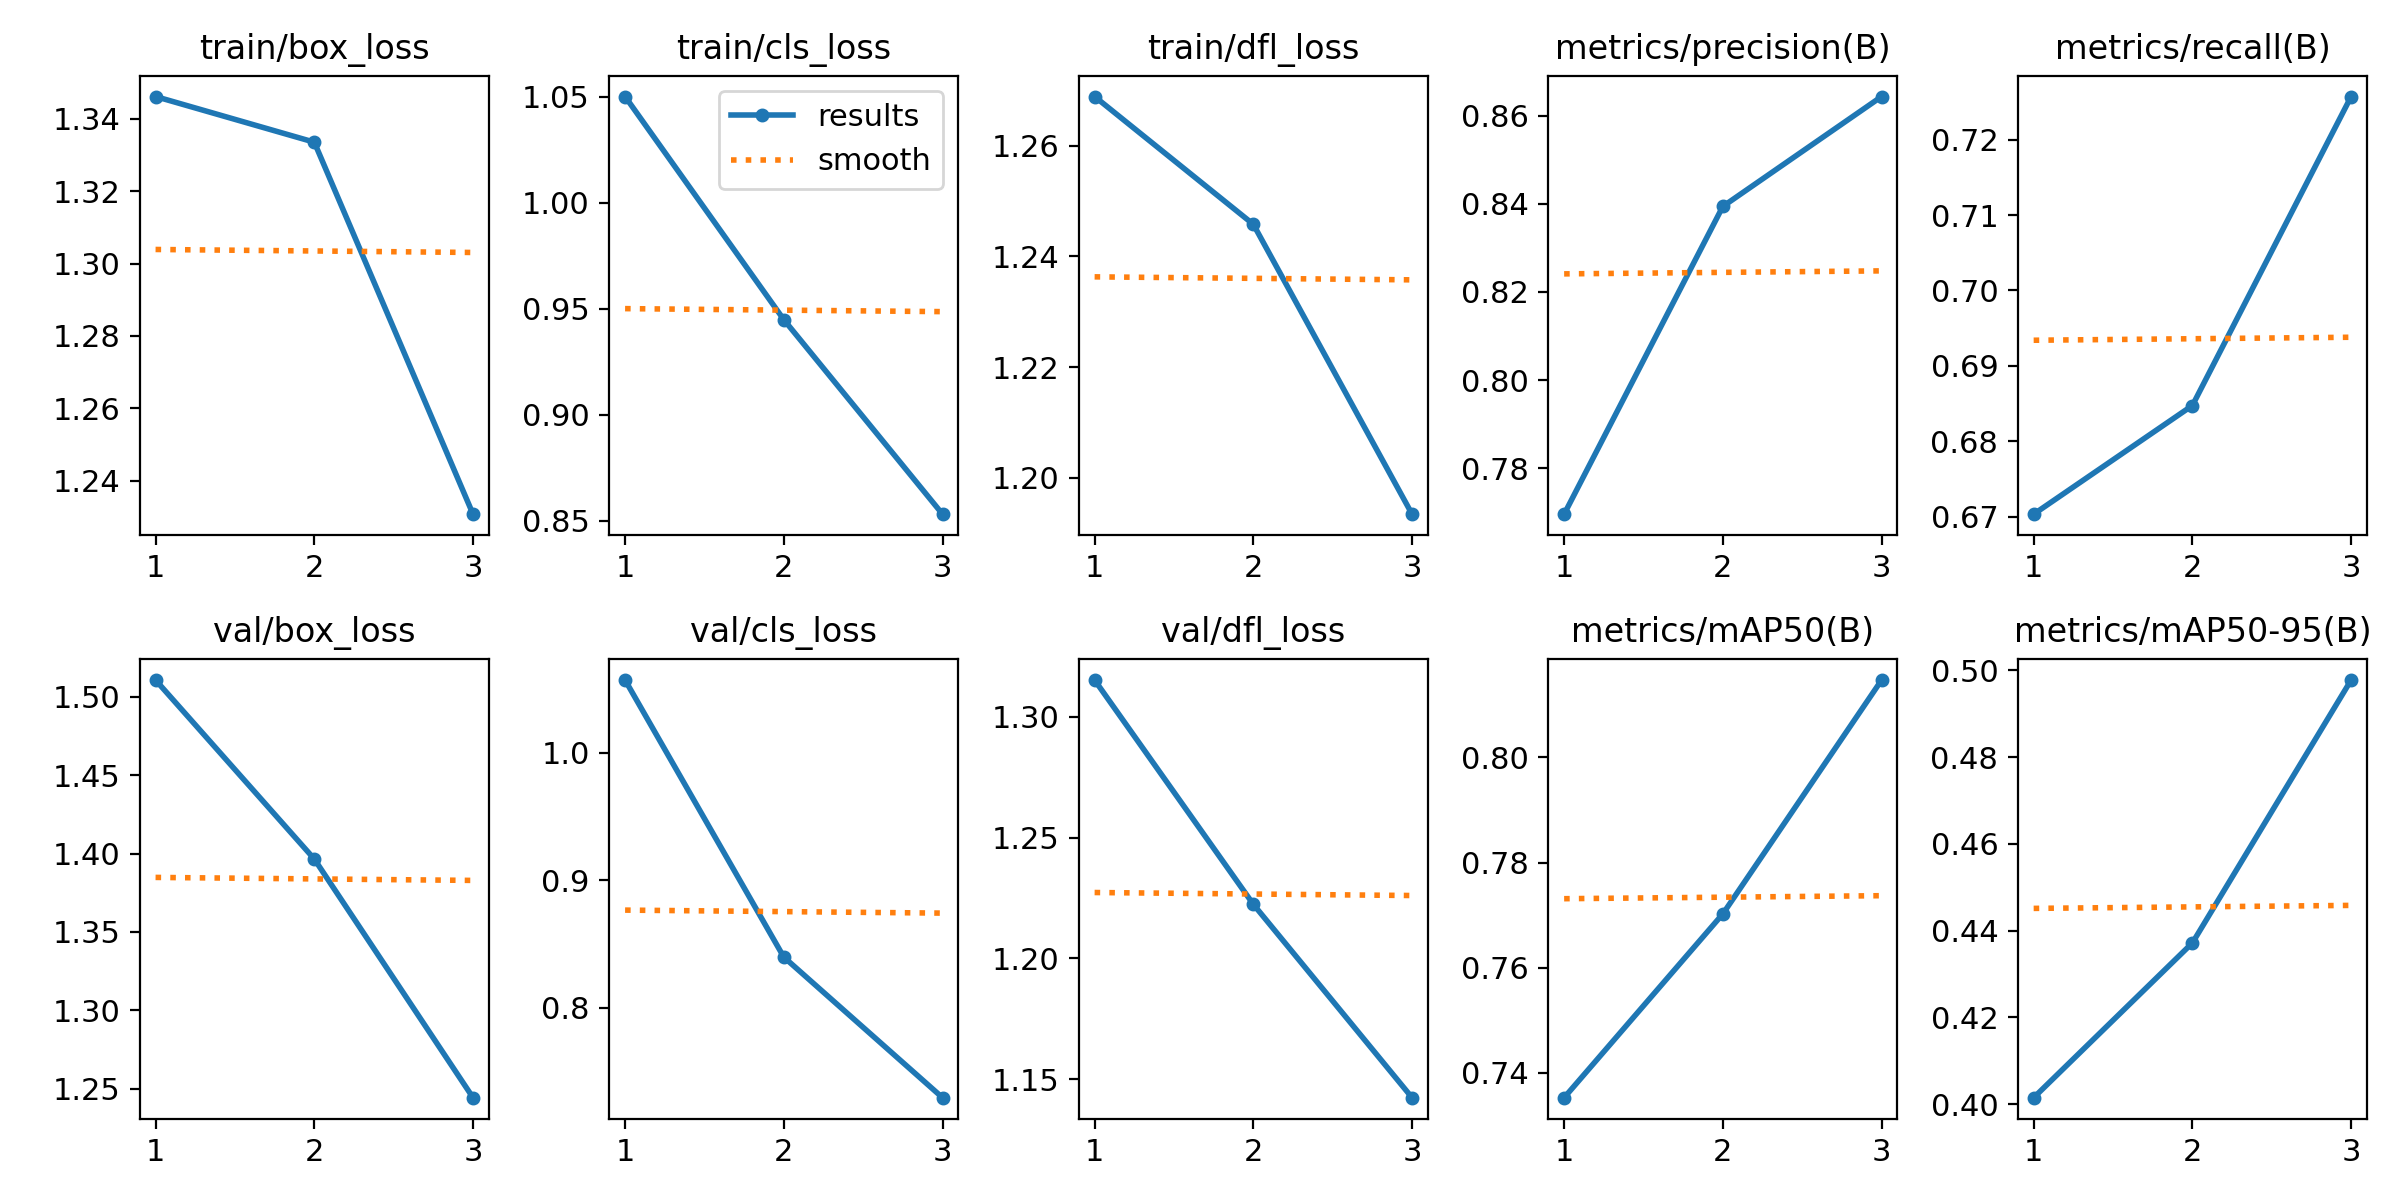 train/box_loss
1.34
1.32
1.30
1.28
1.26
1.24
1 2 3
train/cls_loss
results
smooth
1.05
1.00
0.95
0.90
0.85
1 2 3
train/dfl_loss
1.26
1.24
1.22
1.20
1 2 3
metrics/precision(B)
0.86
0.84
0.82
0.80
0.78
1 2 3
metrics/recall(B)
0.72
0.71
0.70
0.69
0.68
0.67
1 2 3
val/box_loss
1.50
1.45
1.40
1.35
1.30
1.25
1 2 3
val/cls_loss
1.0
0.9
0.8
1 2 3
val/dfl_loss
1.30
1.25
1.20
1.15
1 2 3
metrics/mAP50(B)
0.80
0.78
0.76
0.74
1 2 3
metrics/mAP50-95(B)
0.50
0.48
0.46
0.44
0.42
0.40
1 2 3